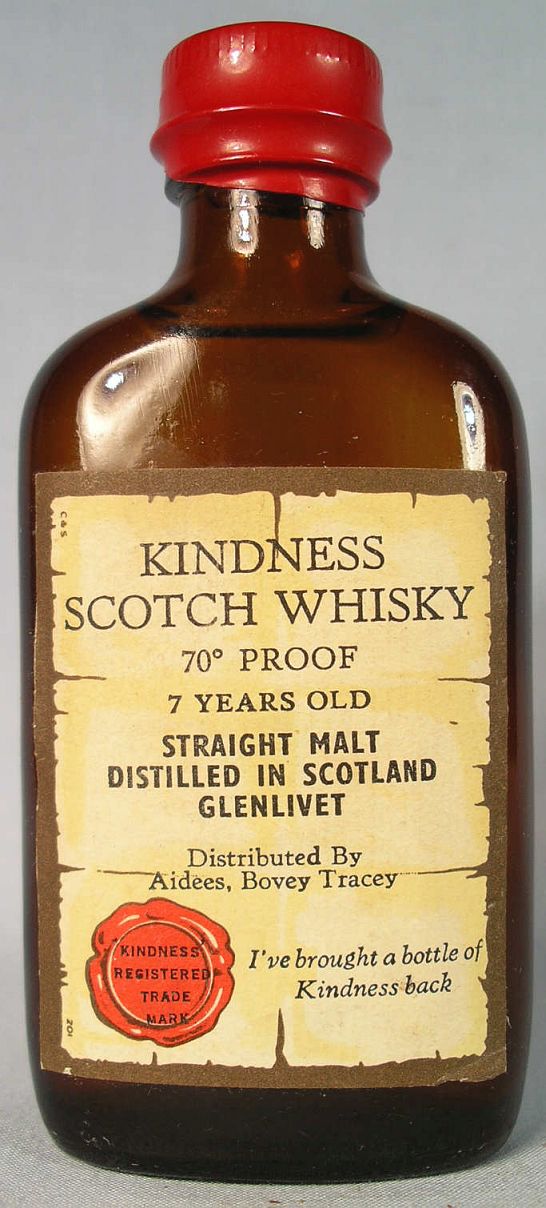 C & S
KINDNESS
SCOTCH WHISKY
70° PROOF
7 YEARS OLD
STRAIGHT MALT
DISTILLED IN SCOTLAND
GLENLIVET
Distributed By
Aidees, Bovey Tracey
KINDNESS
REGISTERED
TRADE
MARK
I've brought a bottle of
Kindness back
201